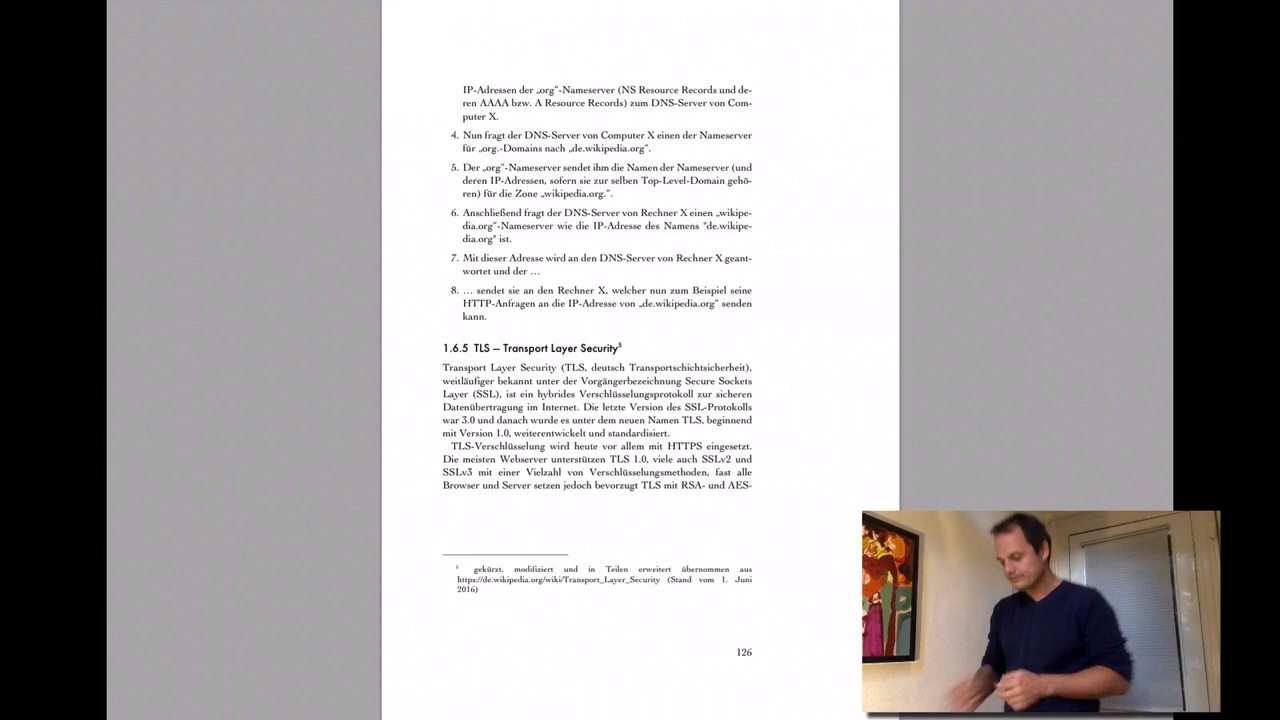 IP-Adressen der „org“-Nameserver (NS Resource Records und de-
ren AAAA bzw. A Resource Records) zum DNS-Server von Com-
puter X.
4. Nun fragt der DNS-Server von Computer X einen der Nameserver
für „org.-Domains nach „de.wikipedia.org“.
5. Der „org“-Nameserver sendet ihm die Namen der Nameserver (und
deren IP-Adressen, sofern sie zur selben Top-Level-Domain gehö-
ren) für die Zone „wikipedia.org.“.
6. Anschließend fragt der DNS-Server von Rechner X einen „wikipe-
dia.org“-Nameserver wie die IP-Adresse des Namens "de.wikipe-
dia.org" ist.
7. Mit dieser Adresse wird an den DNS-Server von Rechner X geant-
wortet und der …
8. … sendet sie an den Rechner X, welcher nun zum Beispiel seine
HTTP-Anfragen an die IP-Adresse von „de.wikipedia.org“ senden
kann.
1.6.5 TLS – Transport Layer Security⁵
Transport Layer Security (TLS, deutsch Transportschichtsicherheit),
weitläufiger bekannt unter der Vorgängerbezeichnung Secure Sockets
Layer (SSL), ist ein hybrides Verschlüsselungsprotokoll zur sicheren
Datenübertragung im Internet. Die letzte Version des SSL-Protokolls
war 3.0 und danach wurde es unter dem neuen Namen TLS, beginnend
mit Version 1.0, weiterentwickelt und standardisiert.
TLS-Verschlüsselung wird heute vor allem mit HTTPS eingesetzt.
Die meisten Webserver unterstützen TLS 1.0, viele auch SSLv2 und
SSLv3 mit einer Vielzahl von Verschlüsselungsmethoden, fast alle
Browser und Server setzen jedoch bevorzugt TLS mit RSA- und AES-
⁵ gekürzt, modifiziert und in Teilen erweitert übernommen aus
https://de.wikipedia.org/wiki/Transport_Layer_Security (Stand vom 1. Juni
2016)
126